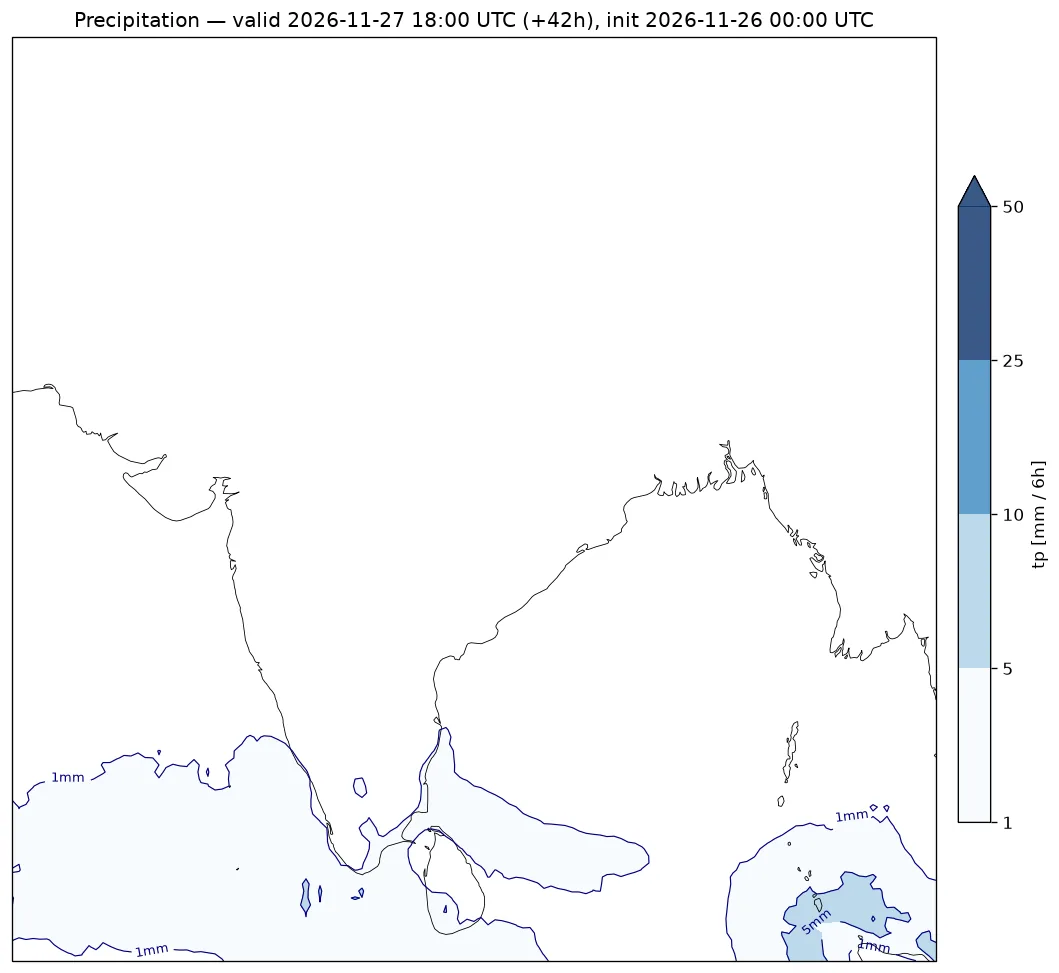 Precipitation — valid 2026-11-27 18:00 UTC (+42h), init 2026-11-26 00:00 UTC
50
25
10
5
1
tp [mm / 6h]
1mm
1mm
1mm
5mm
1mm